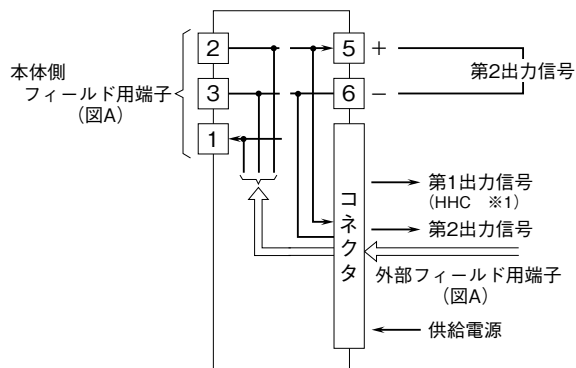 本体側
フィールド用端子
（図A）
2
3
1
5 +
6 −
第2出力信号
コネクタ
第1出力信号
(HHC ※1)
第2出力信号
外部フィールド用端子
（図A）
供給電源